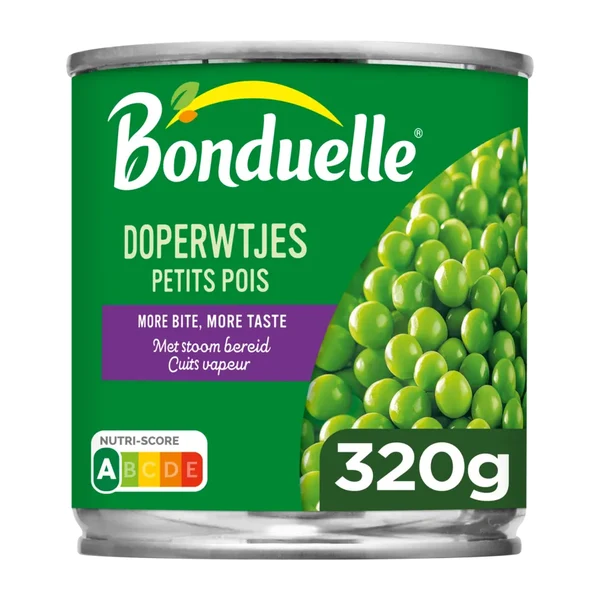 Bonduelle®
DOPERWTJES
PETITS POIS
MORE BITE, MORE TASTE
Met stoom bereid
Cuits vapeur
NUTRI-SCORE
A B C D E
320g